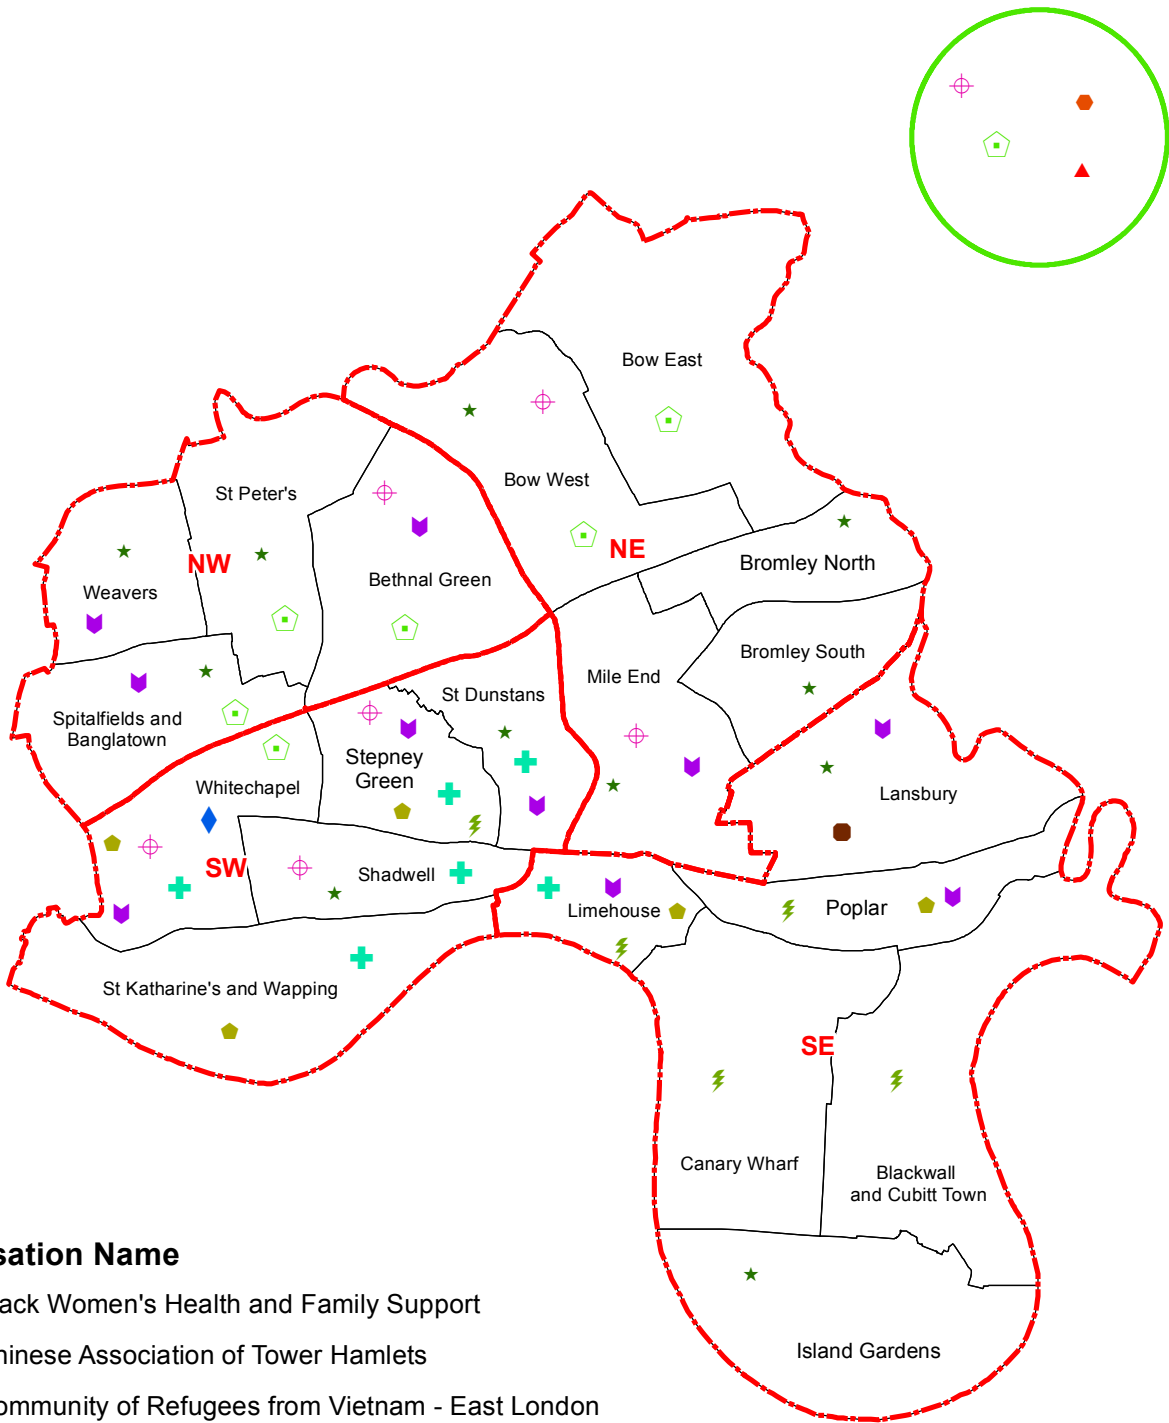 Bow East
Bow West
St Peter's
NW
NE
Bromley North
Bethnal Green
Weavers
Bromley South
Mile End
St Dunstans
Spitalfields and
Banglatown
Stepney
Green
Whitechapel
Lansbury
SW
Shadwell
Limehouse
Poplar
St Katharine's and Wapping
SE
Canary Wharf
Blackwall
and Cubitt Town
Island Gardens
sation Name
ack Women's Health and Family Support
hinese Association of Tower Hamlets
ommunity of Refugees from Vietnam - East London